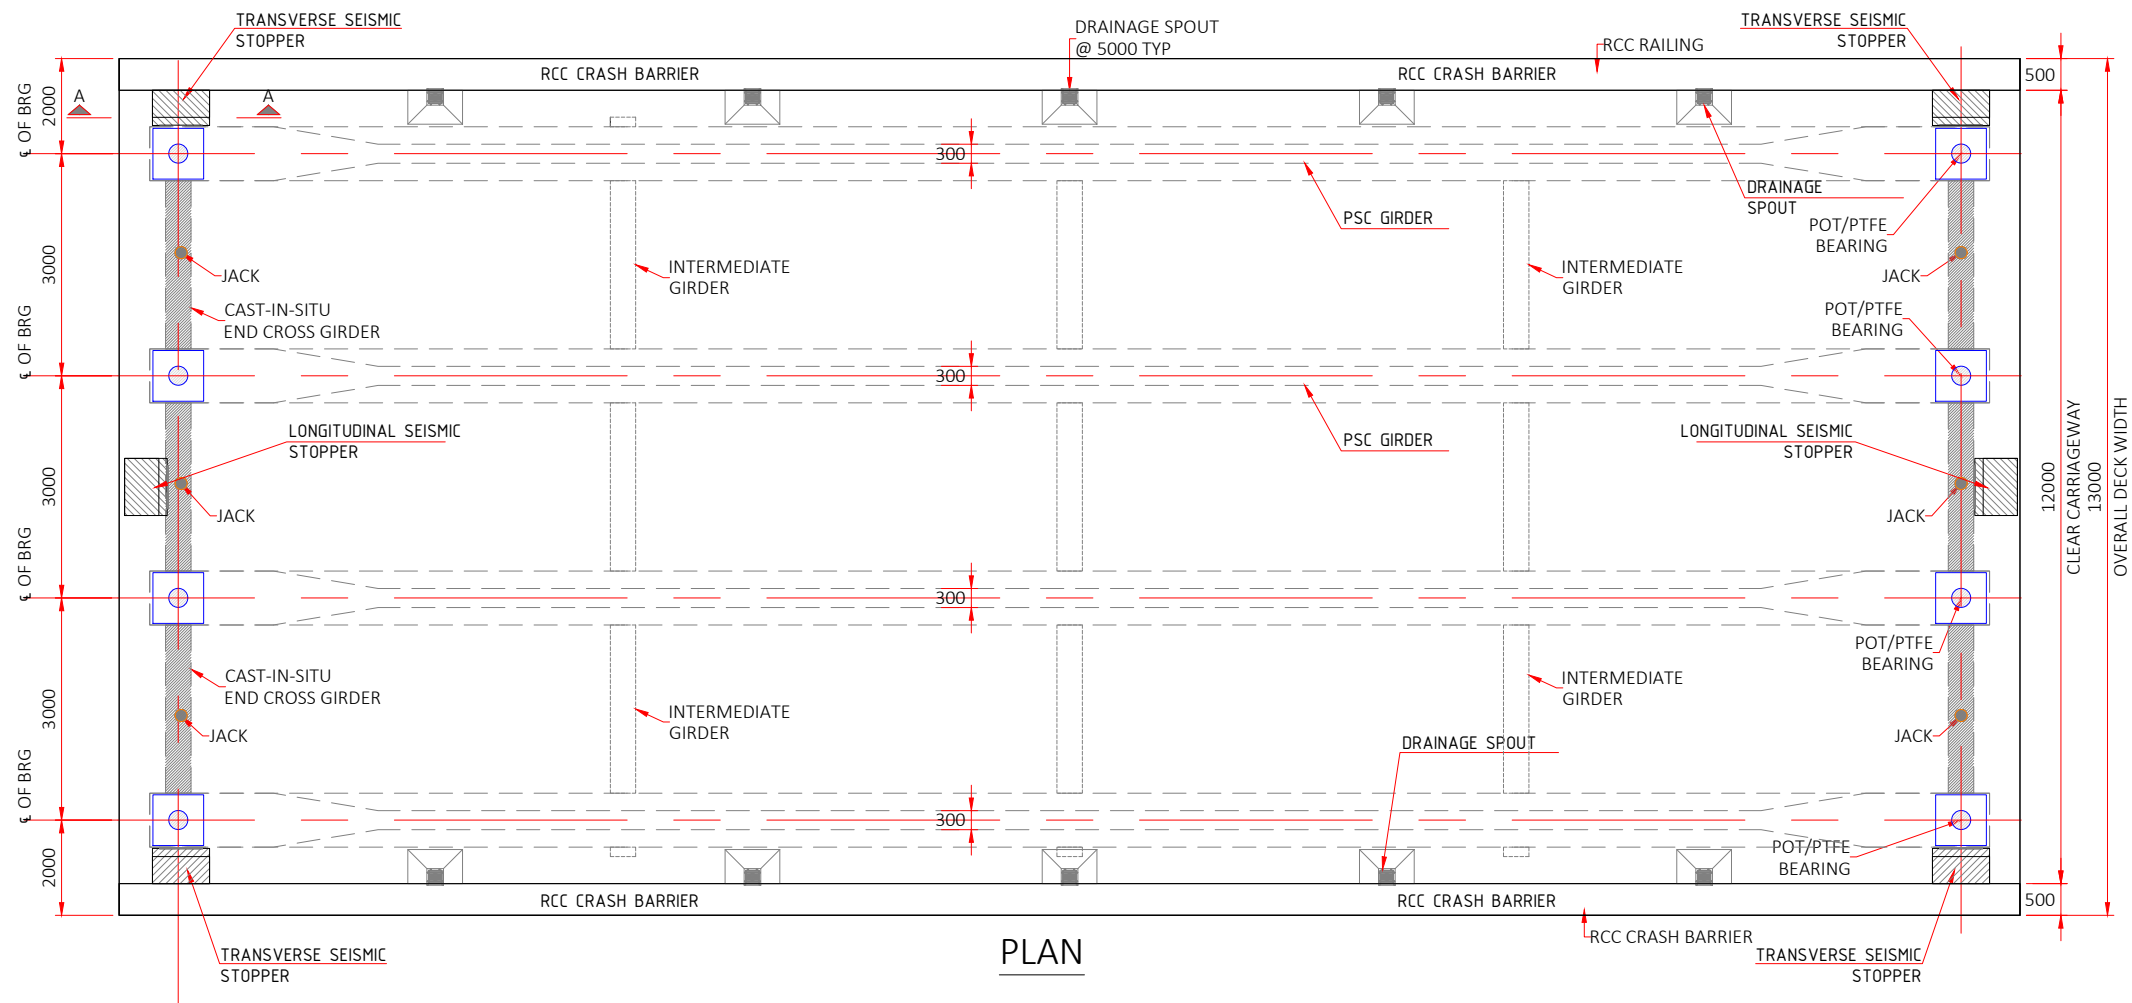 TRANSVERSE SEISMIC
STOPPER
DRAINAGE SPOUT
@ 5000 TYP
RCC RAILING
TRANSVERSE SEISMIC
STOPPER
RCC CRASH BARRIER
RCC CRASH BARRIER
500
A
A
2000
℄ OF BRG
300
DRAINAGE
SPOUT
PSC GIRDER
POT/PTFE
BEARING
3000
JACK
INTERMEDIATE
GIRDER
INTERMEDIATE
GIRDER
JACK
CAST-IN-SITU
END CROSS GIRDER
POT/PTFE
BEARING
℄ OF BRG
300
LONGITUDINAL SEISMIC
STOPPER
PSC GIRDER
LONGITUDINAL SEISMIC
STOPPER
3000
JACK
JACK
12000
CLEAR CARRIAGEWAY
13000
OVERALL DECK WIDTH
℄ OF BRG
300
POT/PTFE
BEARING
CAST-IN-SITU
END CROSS GIRDER
INTERMEDIATE
GIRDER
INTERMEDIATE
GIRDER
3000
JACK
DRAINAGE SPOUT
JACK
℄ OF BRG
300
POT/PTFE
BEARING
2000
RCC CRASH BARRIER
RCC CRASH BARRIER
500
RCC CRASH BARRIER
TRANSVERSE SEISMIC
STOPPER
PLAN
TRANSVERSE SEISMIC
STOPPER